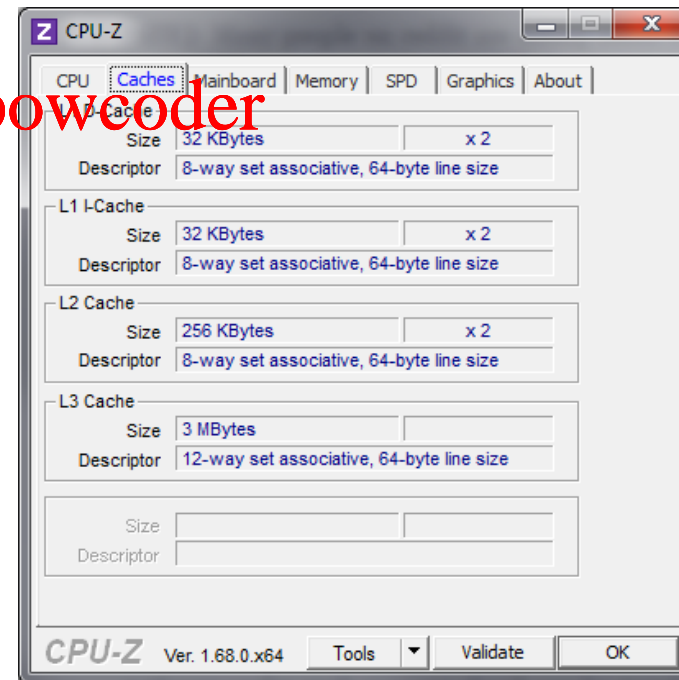 Z CPU-Z
CPU Caches Mainboard Memory SPD Graphics About
owcoder
D-Cache
Size 32 KBytes x 2
Descriptor 8-way set associative, 64-byte line size
L1 I-Cache
Size 32 KBytes x 2
Descriptor 8-way set associative, 64-byte line size
L2 Cache
Size 256 KBytes x 2
Descriptor 8-way set associative, 64-byte line size
L3 Cache
Size 3 MBytes
Descriptor 12-way set associative, 64-byte line size
Size
Descriptor
CPU-Z Ver. 1.68.0.x64 Tools Validate OK